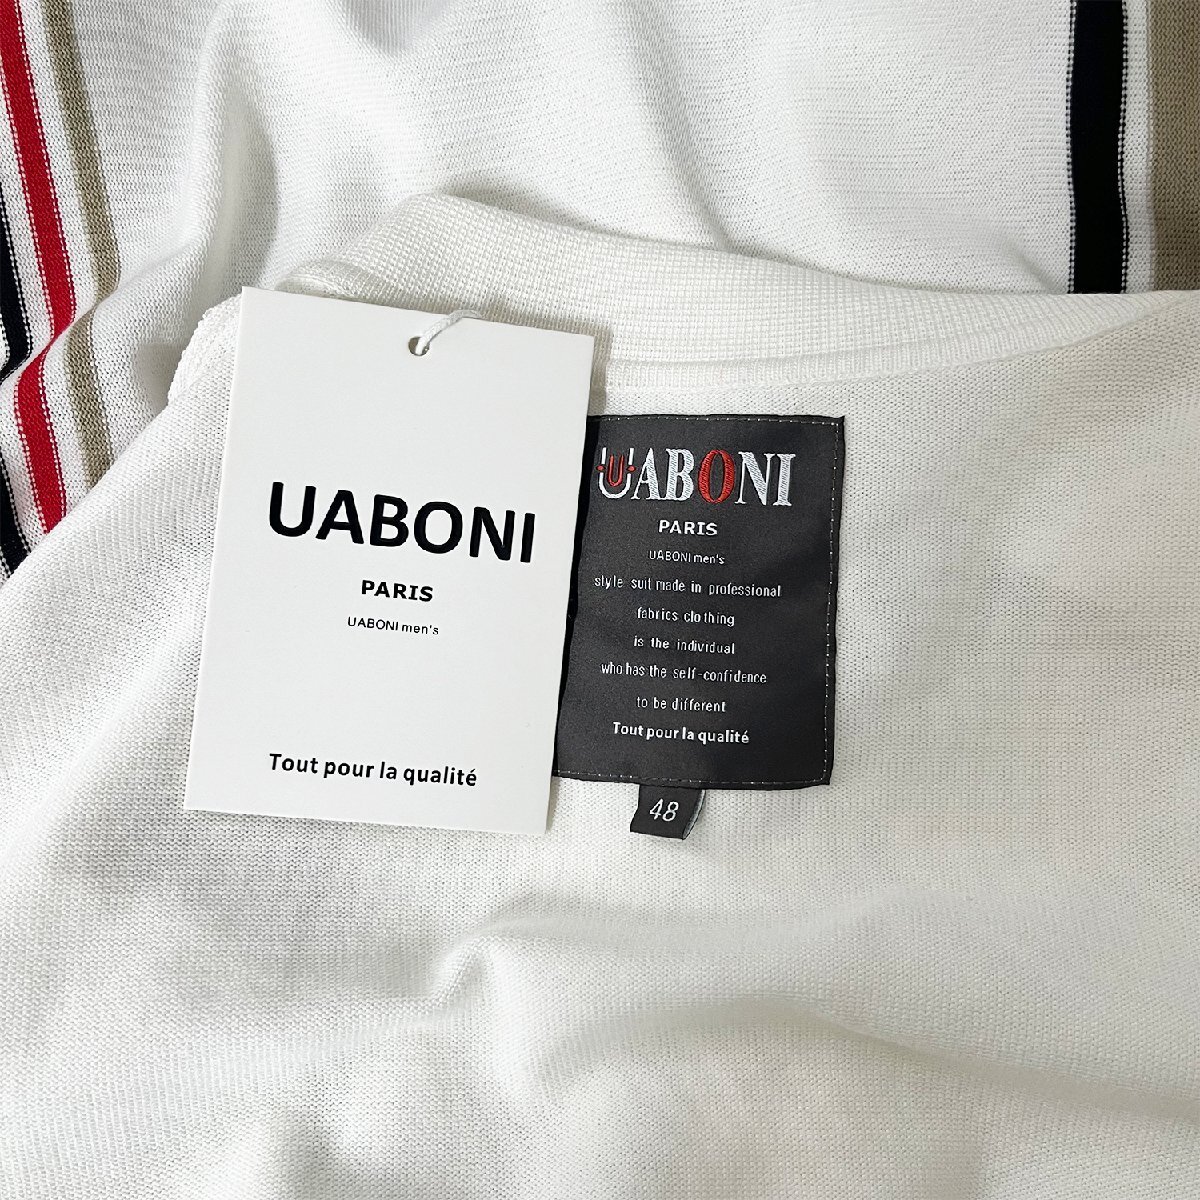 UABONI
PARIS
UABONI men's
Tout pour la qualité
UABONI
PARIS
UABONI men's
style suit made in professional
fabrics clothing
is the individual
who has the self-confidence
to be different
Tout pour la qualité
48